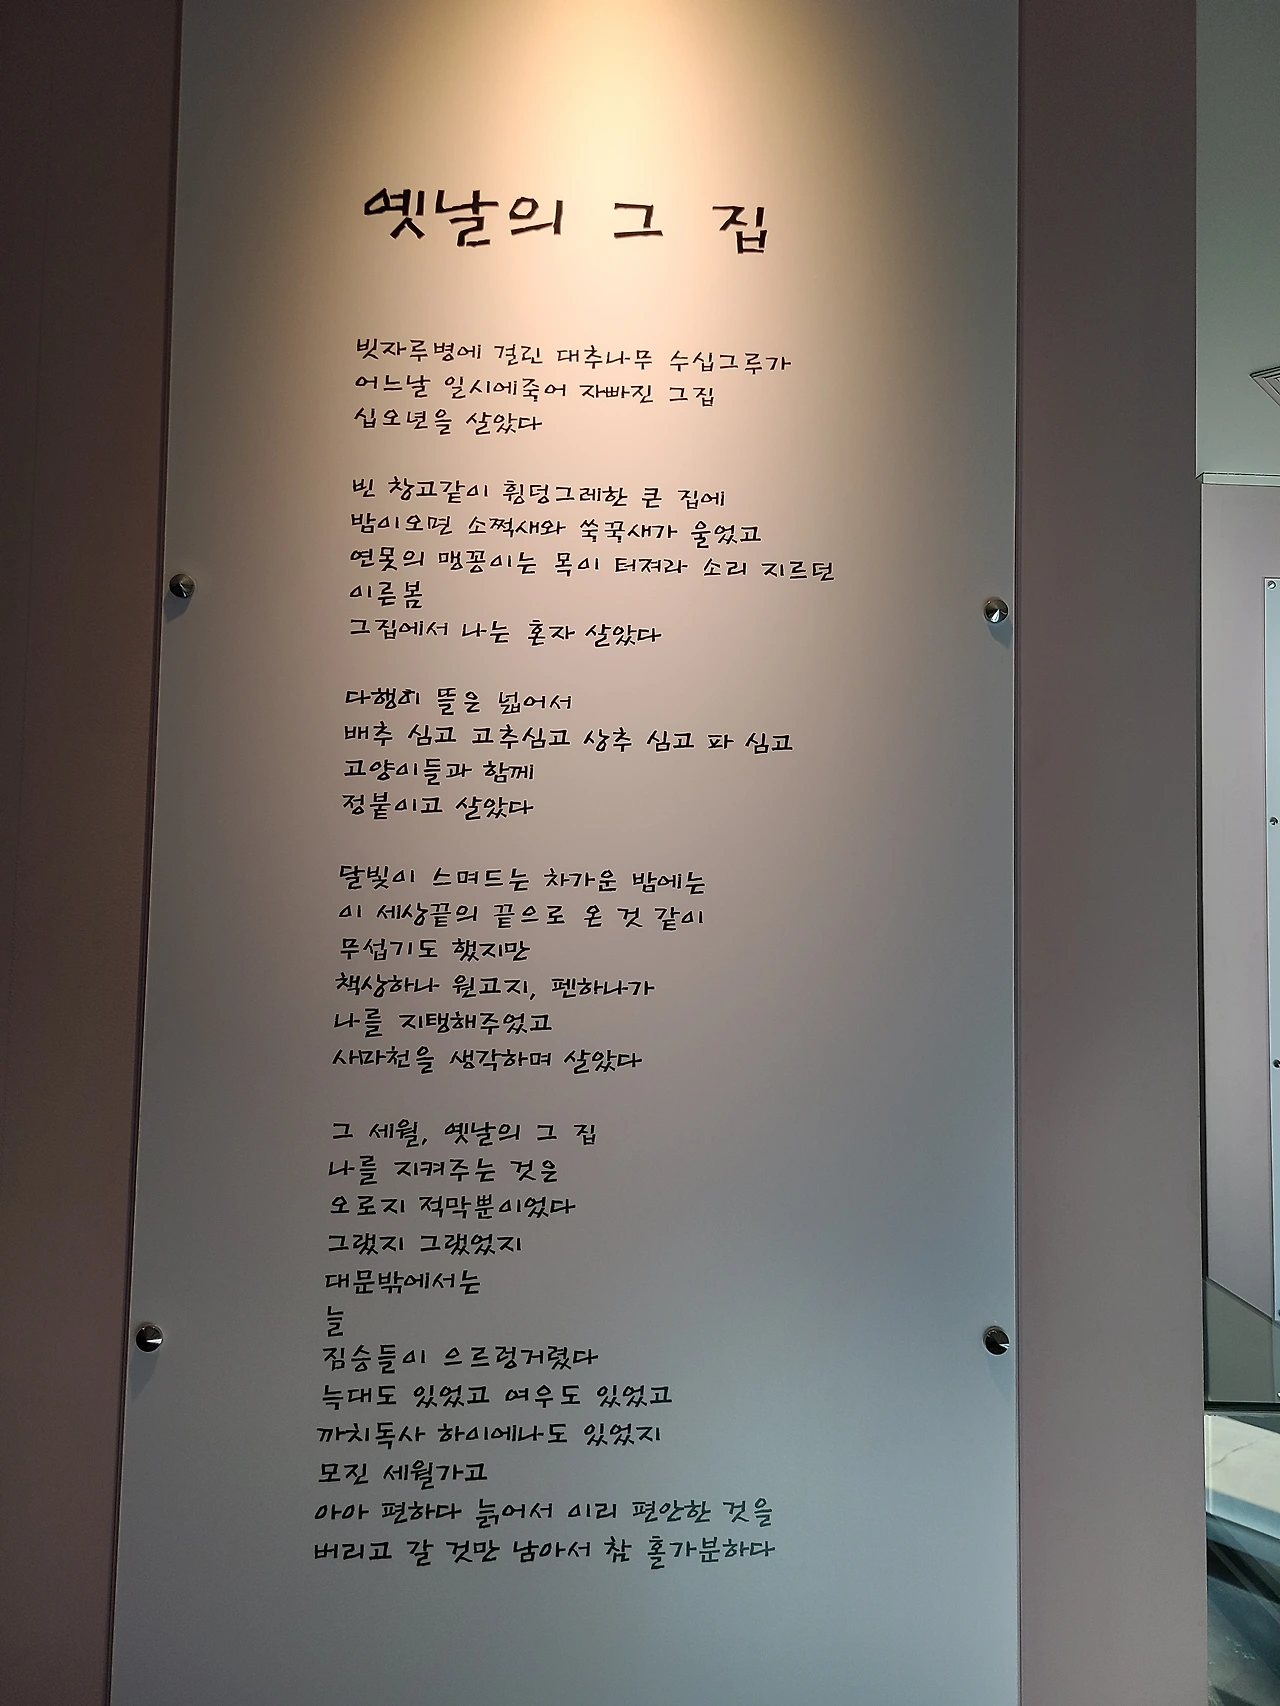 옛날의 그 집
빗자루병에 걸린 대추나무 수십그루가
어느날 일시에죽어 자빠진 그집
십오년을 살았다
빈 창고같이 휑덩그레한 큰 집에
밤이오면 소쩍새와 쑥꾹새가 울었고
연못의 맹꽁이는 목이 터져라 소리 지르던
이른봄
그집에서 나는 혼자 살았다
다행히 뜰은 넓어서
배추 심고 고추심고 상추 심고 파 심고
고양이들과 함께
정붙이고 살았다
달빛이 스며드는 차가운 밤에는
이 세상끝의 끝으로 온 것 같이
무섭기도 했지만
책상하나 원고지, 펜하나가
나를 지탱해주었고
사마천을 생각하며 살았다
그 세월, 옛날의 그 집
나를 지켜주는 것은
오로지 적막뿐이었다
그랬지 그랬었지
대문밖에서는
늘
짐승들이 으르렁거렸다
늑대도 있었고 여우도 있었고
까치독사 하이에나도 있었지
모진 세월가고
아아 편하다 늙어서 이리 편안한 것을
버리고 갈 것만 남아서 참 홀가분하다